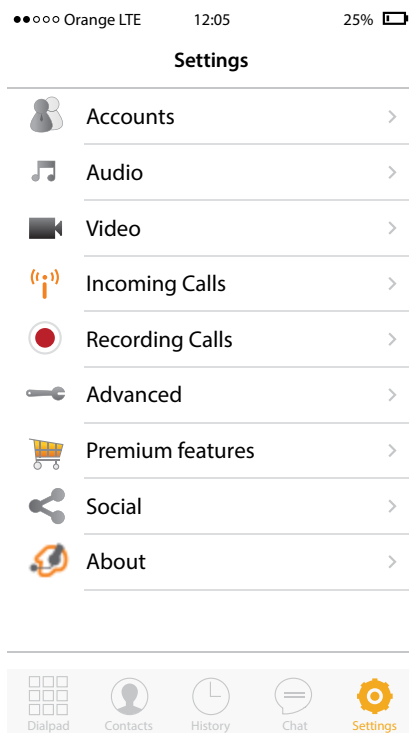 Orange LTE 12:05 25%
Settings
Accounts
Audio
Video
Incoming Calls
Recording Calls
Advanced
Premium features
Social
About
Dialpad Contacts History Chat Settings